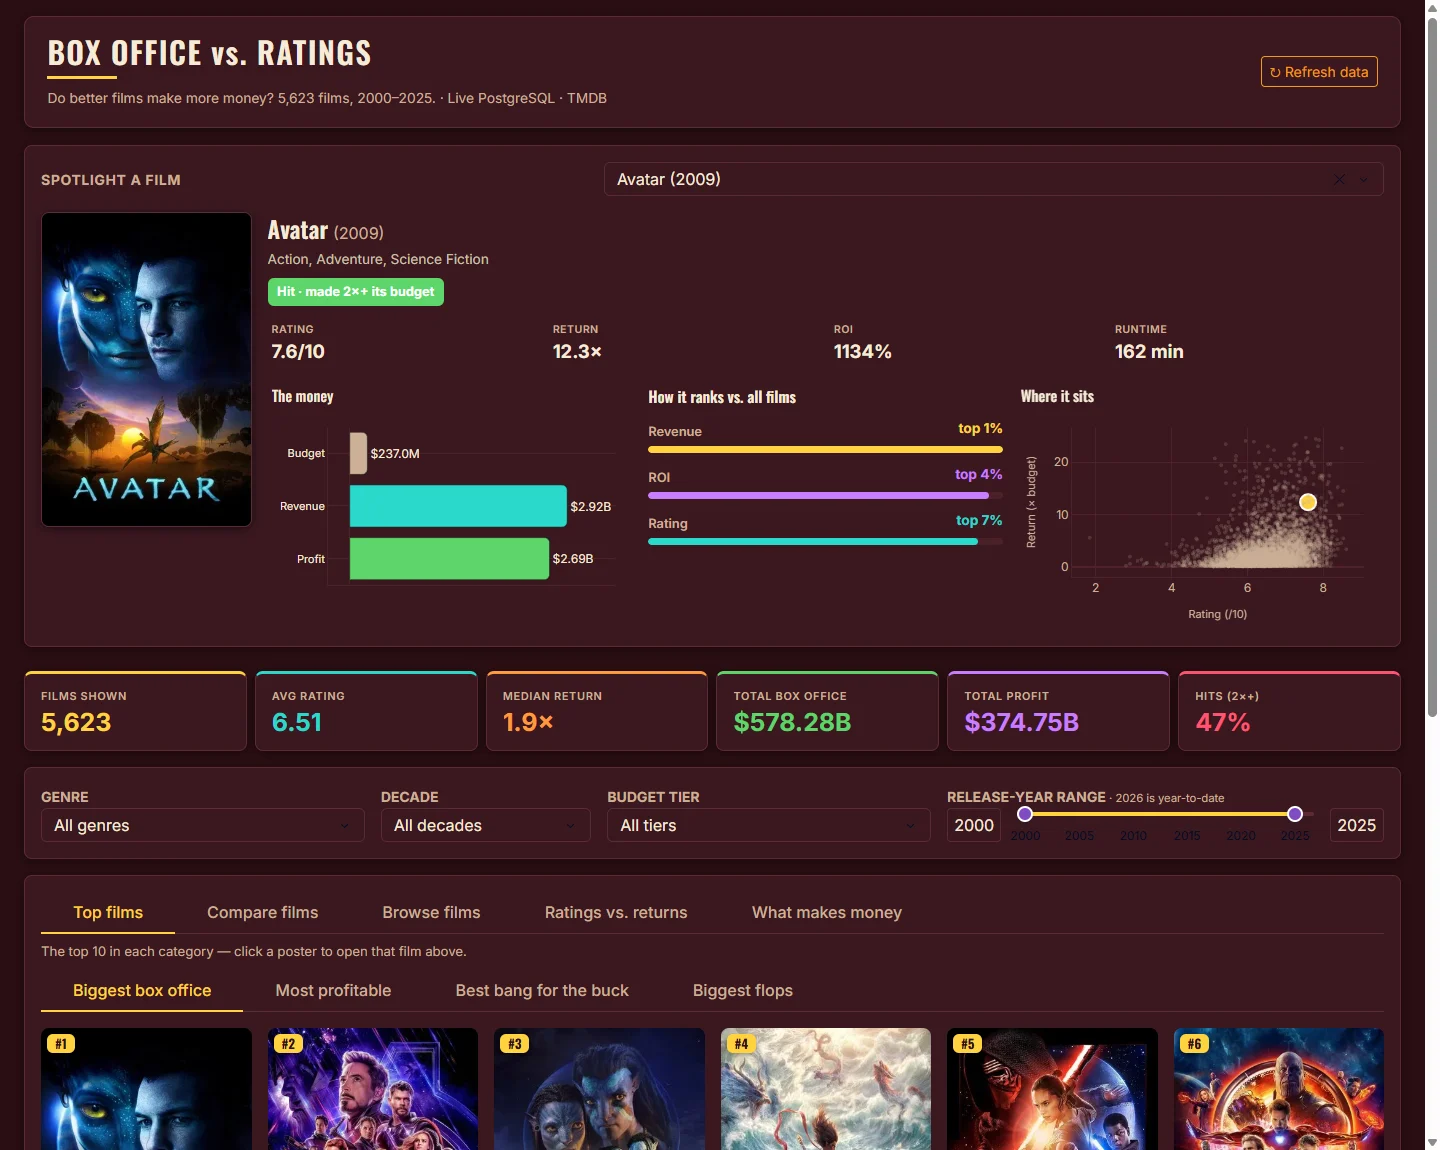 BOX OFFICE vs. RATINGS
Do better films make more money? 5,623 films, 2000–2025. · Live PostgreSQL · TMDB
↻ Refresh data
SPOTLIGHT A FILM
Avatar (2009)
AVATAR
Avatar (2009)
Action, Adventure, Science Fiction
Hit · made 2×+ its budget
RATING
7.6/10
RETURN
12.3×
ROI
1134%
RUNTIME
162 min
The money
Budget
$237.0M
Revenue
$2.92B
Profit
$2.69B
How it ranks vs. all films
Revenue
top 1%
ROI
top 4%
Rating
top 7%
Where it sits
Return (× budget)
20
10
0
2 4 6 8
Rating (/10)
FILMS SHOWN
5,623
AVG RATING
6.51
MEDIAN RETURN
1.9×
TOTAL BOX OFFICE
$578.28B
TOTAL PROFIT
$374.75B
HITS (2×+)
47%
GENRE
All genres
DECADE
All decades
BUDGET TIER
All tiers
RELEASE-YEAR RANGE · 2026 is year-to-date
2000
2000 2005 2010 2015 2020 2025
2025
Top films
Compare films
Browse films
Ratings vs. returns
What makes money
The top 10 in each category — click a poster to open that film above.
Biggest box office
Most profitable
Best bang for the buck
Biggest flops
#1
#2
#3
#4
#5
#6